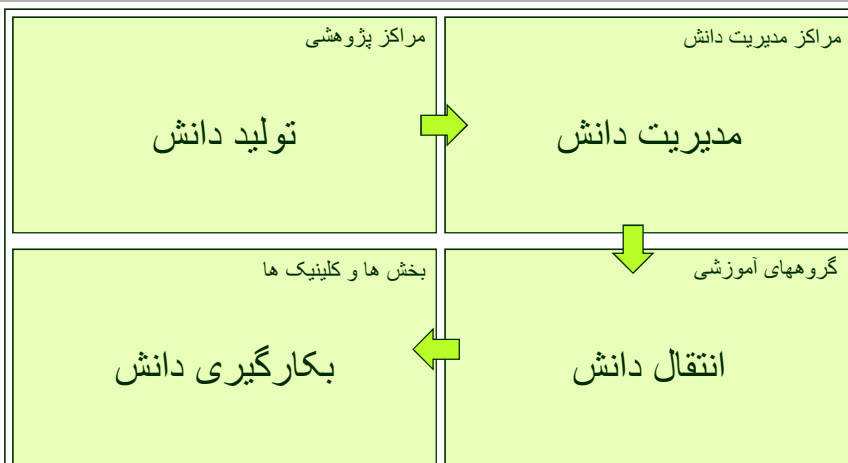 مراکز مدیریت دانش
مدیریت دانش
مراکز پژوهشی
تولید دانش
گروههای آموزشی
انتقال دانش
بخش ها و کلینیک ها
بکارگیری دانش